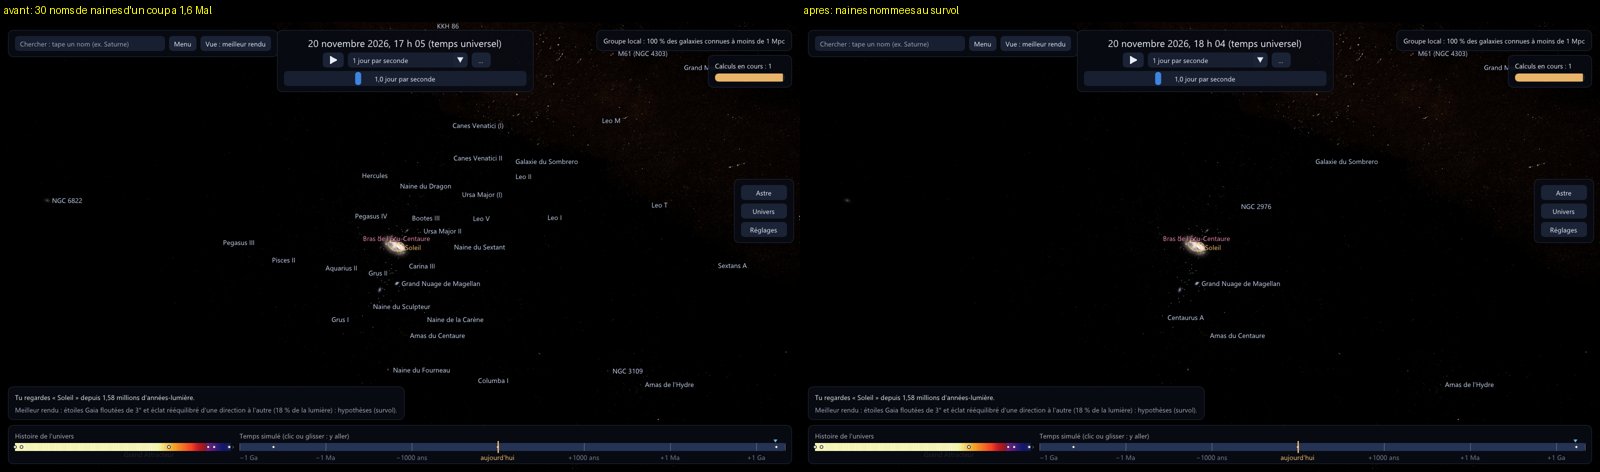 avant : 30 noms de naines d'un coup a 1,6 Mal
KKH 86
Chercher : tape un nom (ex. Saturne)
Menu
Vue : meilleur rendu
20 novembre 2026, 17 h 05 (temps universel)
1 jour par seconde
...
1,0 jour par seconde
Groupe local : 100 % des galaxies connues à moins de 1 Mpc
M61 (NGC 4303)
Grand M
Calculs en cours : 1
Leo M
Canes Venatici (I)
Canes Venatici II
Galaxie du Sombrero
Hercules
Leo II
Naine du Dragon
Ursa Major (I)
NGC 6822
Leo T
Pegasus IV
Bootes III
Leo V
Leo I
Ursa Major II
Pegasus III
Soleil
Naine du Sextant
Pisces II
Aquarius II
Carina III
Grus II
Sextans A
Grand Nuage de Magellan
Naine du Sculpteur
Grus I
Naine de la Carène
Amas du Centaure
Naine du Fourneau
NGC 3109
Columba I
Amas de l'Hydre
Astre
Univers
Réglages
Tu regardes « Soleil » depuis 1,58 millions d'années-lumière.
Meilleur rendu : étoiles Gaia floutées de 3" et éclat rééquilibré d'une direction à l'autre (18 % de la lumière) : hypothèses (survol).
Histoire de l'univers
Temps simulé (clic ou glisser : y aller)
−1 Ga
−1 Ma
−1000 ans
aujourd'hui
+1000 ans
+1 Ma
+1 Ga
apres : naines nommees au survol
Chercher : tape un nom (ex. Saturne)
Menu
Vue : meilleur rendu
20 novembre 2026, 18 h 04 (temps universel)
1 jour par seconde
...
1,0 jour par seconde
Groupe local : 100 % des galaxies connues à moins de 1 Mpc
M61 (NGC 4303)
Grand M
Calculs en cours : 1
Galaxie du Sombrero
NGC 2976
Soleil
Grand Nuage de Magellan
Centaurus A
Amas du Centaure
Amas de l'Hydre
Astre
Univers
Réglages
Tu regardes « Soleil » depuis 1,58 millions d'années-lumière.
Meilleur rendu : étoiles Gaia floutées de 3" et éclat rééquilibré d'une direction à l'autre (18 % de la lumière) : hypothèses (survol).
Histoire de l'univers
Temps simulé (clic ou glisser : y aller)
−1 Ga
−1 Ma
−1000 ans
aujourd'hui
+1000 ans
+1 Ma
+1 Ga